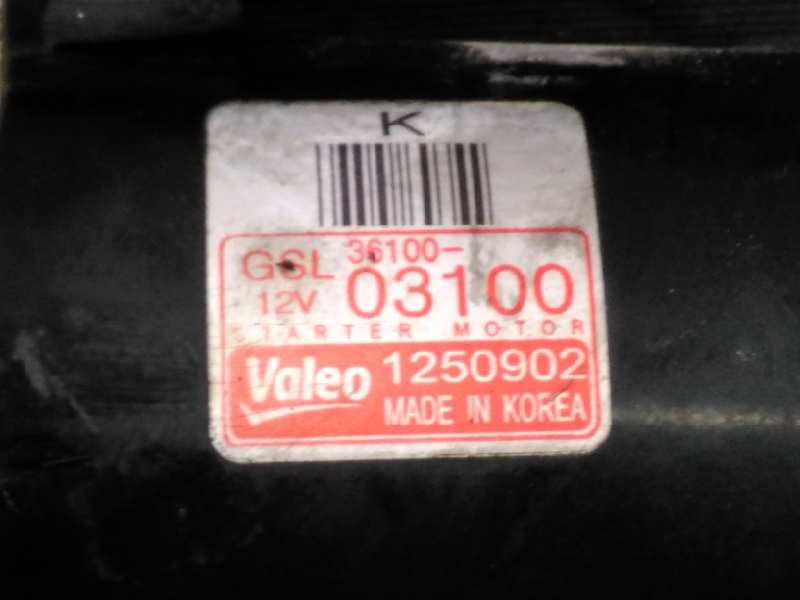 K
GSL 36100-
12V 03100
STARTER MOTOR
Valeo 1250902
MADE IN KOREA